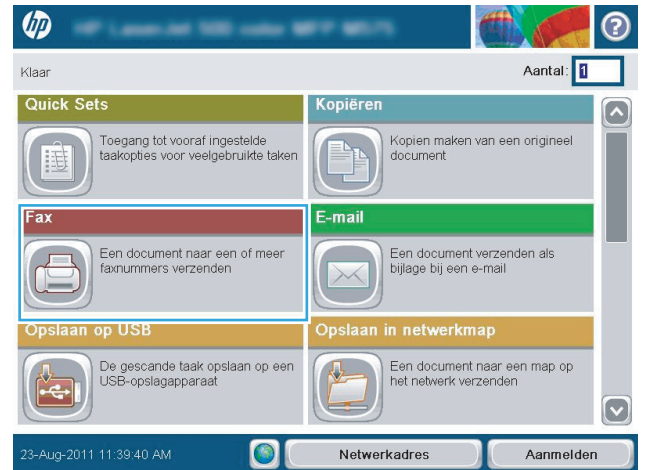 hp
Klaar
Aantal: 1
Quick Sets
Toegang tot vooraf ingestelde
taakopties voor veelgebruikte taken
Kopiëren
Kopien maken van een origineel
document
Fax
Een document naar een of meer
faxnummers verzenden
E-mail
Een document verzenden als
bijlage bij een e-mail
Opslaan op USB
De gescande taak opslaan op een
USB-opslagapparaat
Opslaan in netwerkmap
Een document naar een map op
het netwerk verzenden
23-Aug-2011 11:39:40 AM
Netwerkadres
Aanmelden